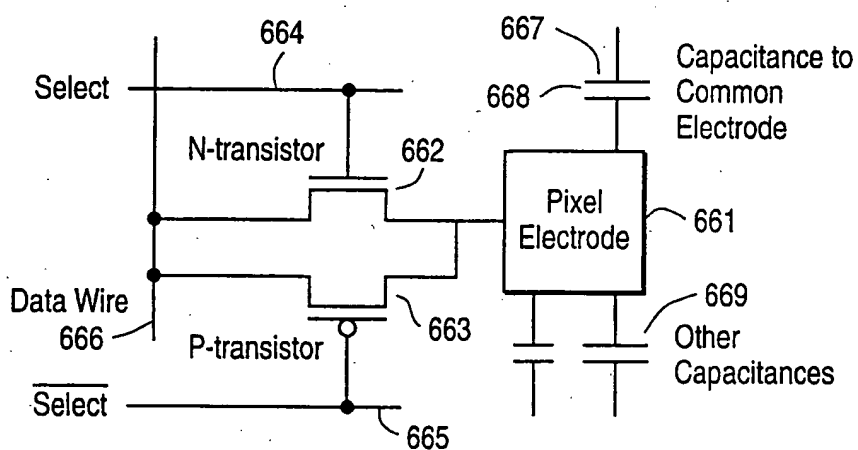 664
667
Select
668
Capacitance to
Common
Electrode
N-transistor
662
Pixel
Electrode
661
Data Wire
666
663
669
P-transistor
Other
Capacitances
S̅e̅l̅e̅c̅t̅
665